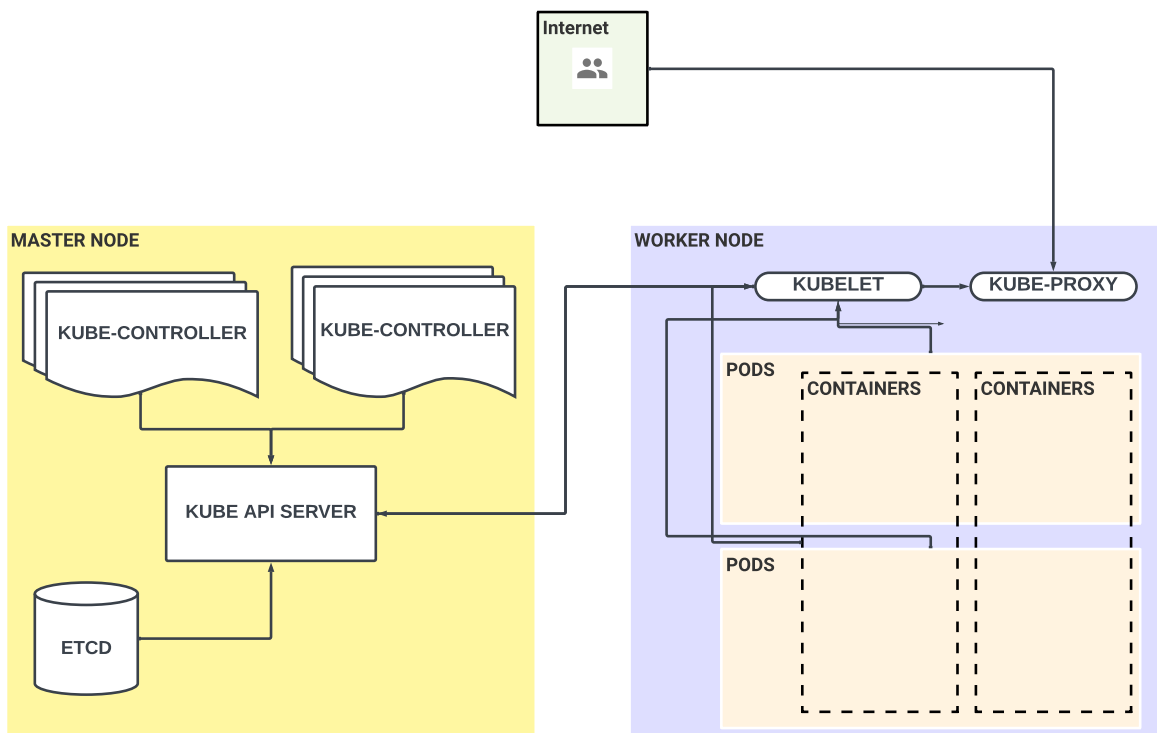 Internet
MASTER NODE
KUBE-CONTROLLER
KUBE-CONTROLLER
KUBE API SERVER
ETCD
WORKER NODE
KUBELET
KUBE-PROXY
PODS
CONTAINERS
CONTAINERS
PODS